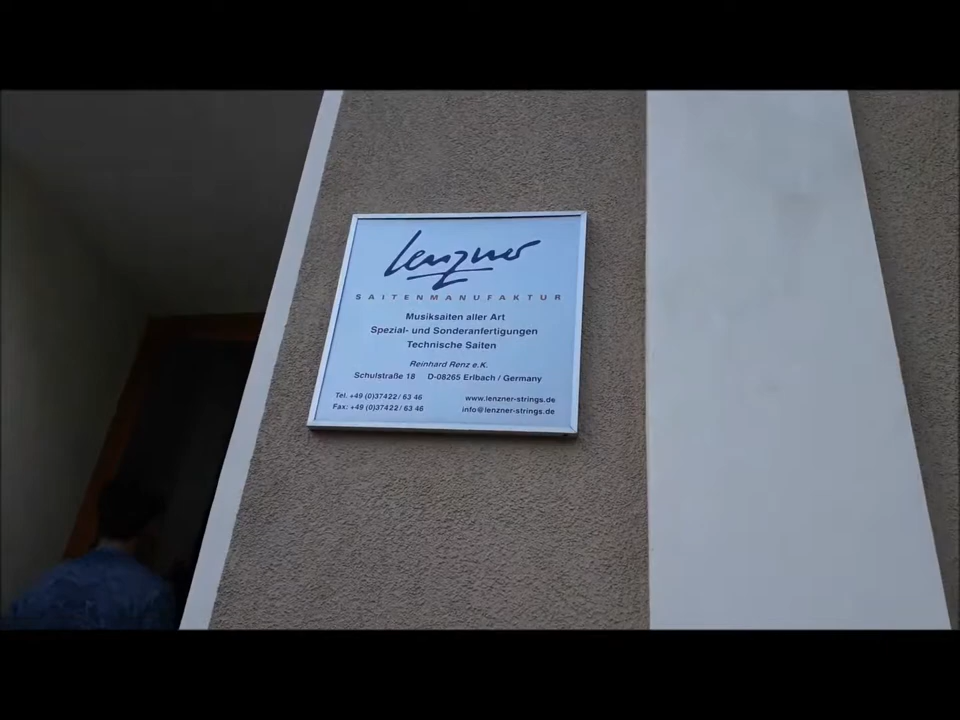 Lenzner
SAITENMANUFAKTUR
Musiksaiten aller Art
Spezial- und Sonderanfertigungen
Technische Saiten
Reinhard Renz e.K.
Schulstraße 18 D-08265 Erlbach / Germany
Tel. +49 (0)37422/ 63 46 www.lenzner-strings.de
Fax: +49 (0)37422/ 63 46 info@lenzner-strings.de